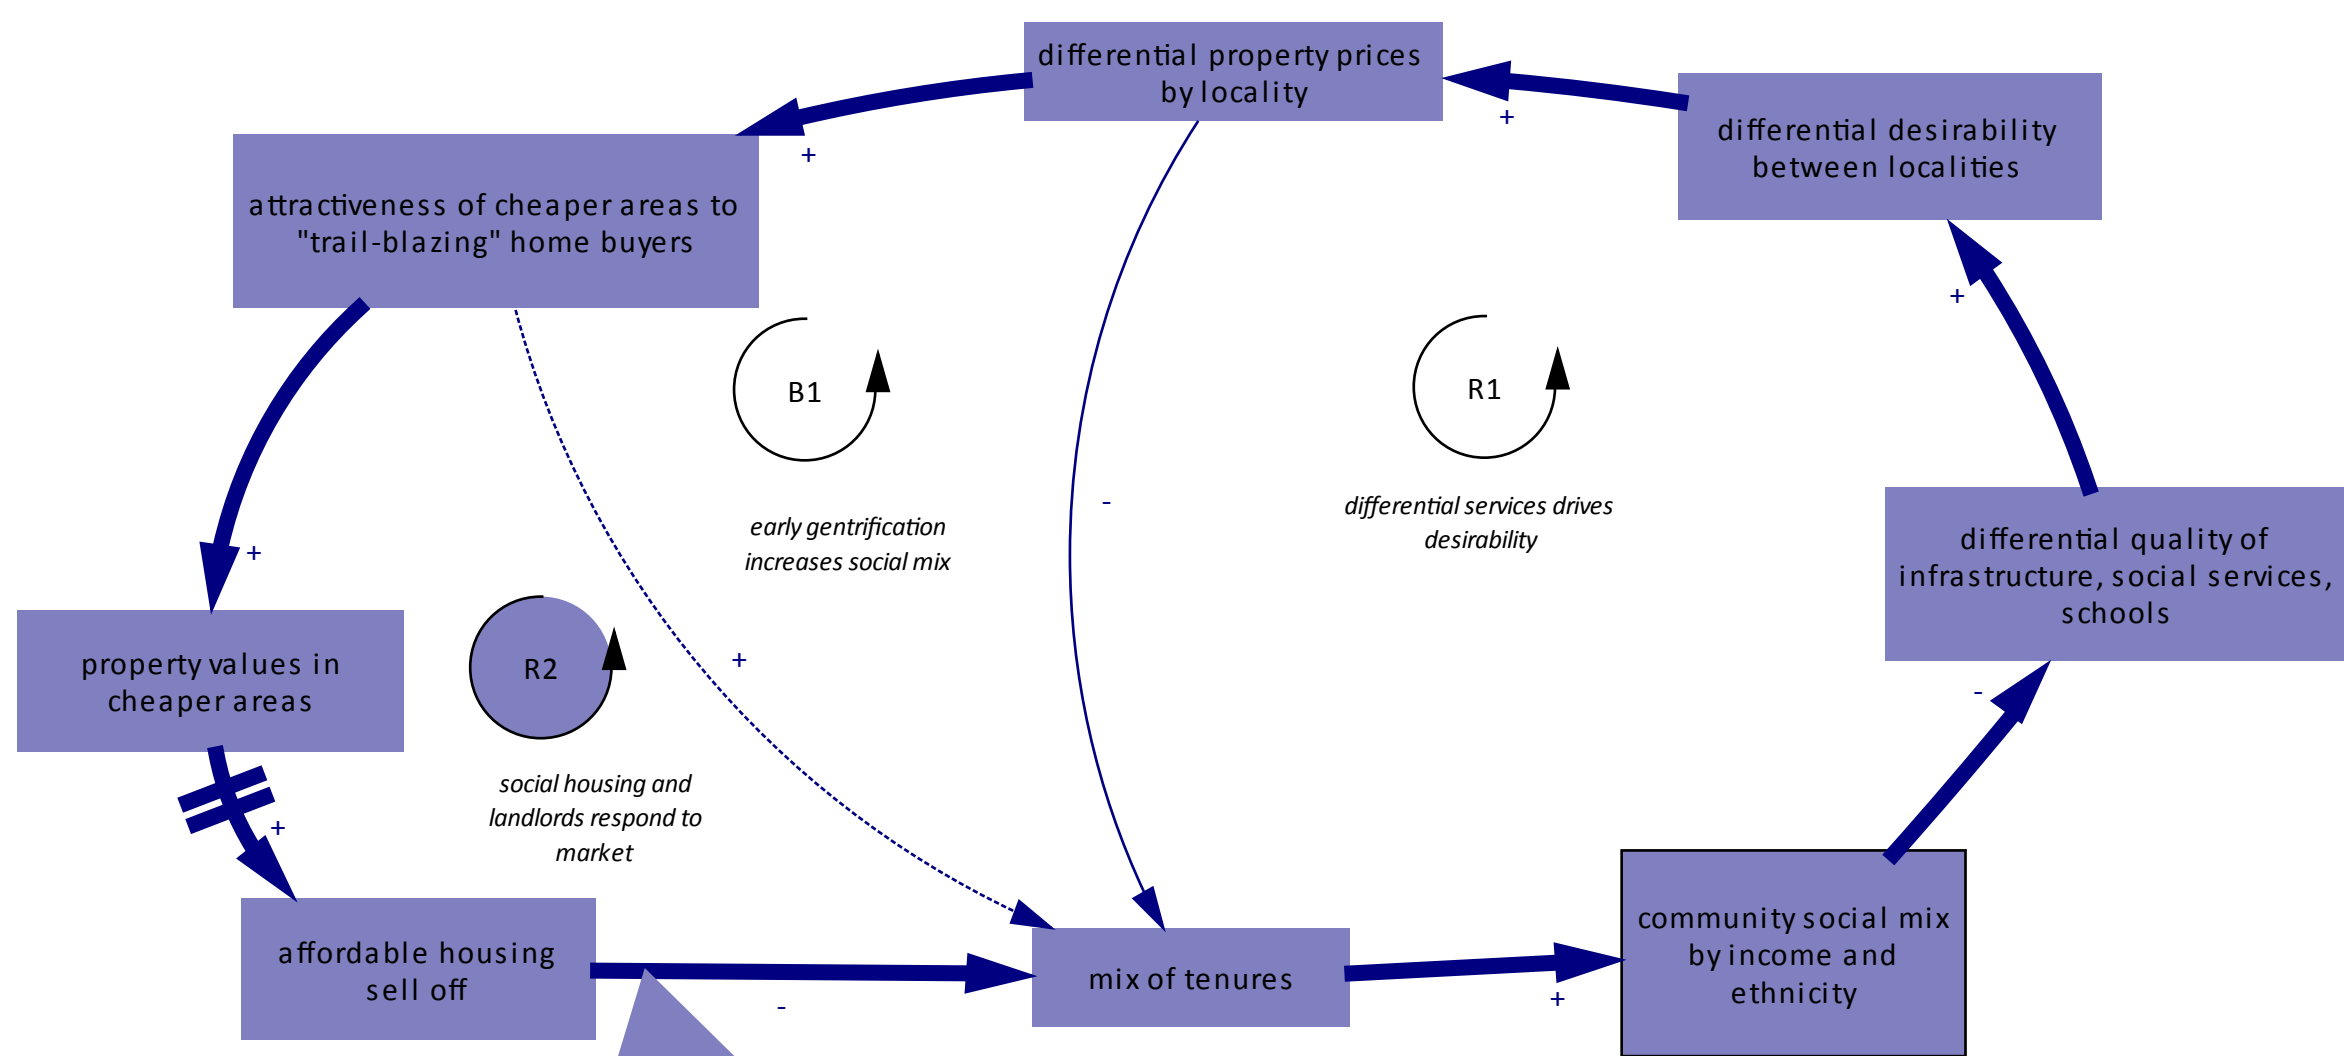 differential property prices
by locality
+
+
differential desirability
between localities
attractiveness of cheaper areas to
"trail-blazing" home buyers
+
B1
R1
early gentrification
increases social mix
-
differential services drives
desirability
differential quality of
infrastructure, social services,
schools
+
property values in
cheaper areas
R2
+
-
social housing and
landlords respond to
market
+
affordable housing
sell off
-
mix of tenures
+
community social mix
by income and
ethnicity